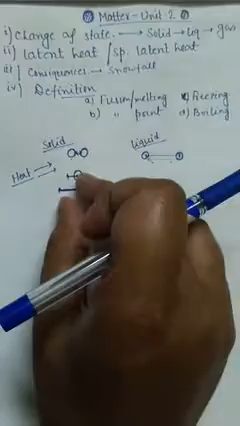 Matter - Unit-2
i) Change of state. → Solid → Liq → gas
ii) latent heat / sp. latent heat
iii) Consequences → Snowfall
iv) Definition
a) Fusion/melting c) Freezing
b) " point d) Boiling
Solid Liquid
Heat